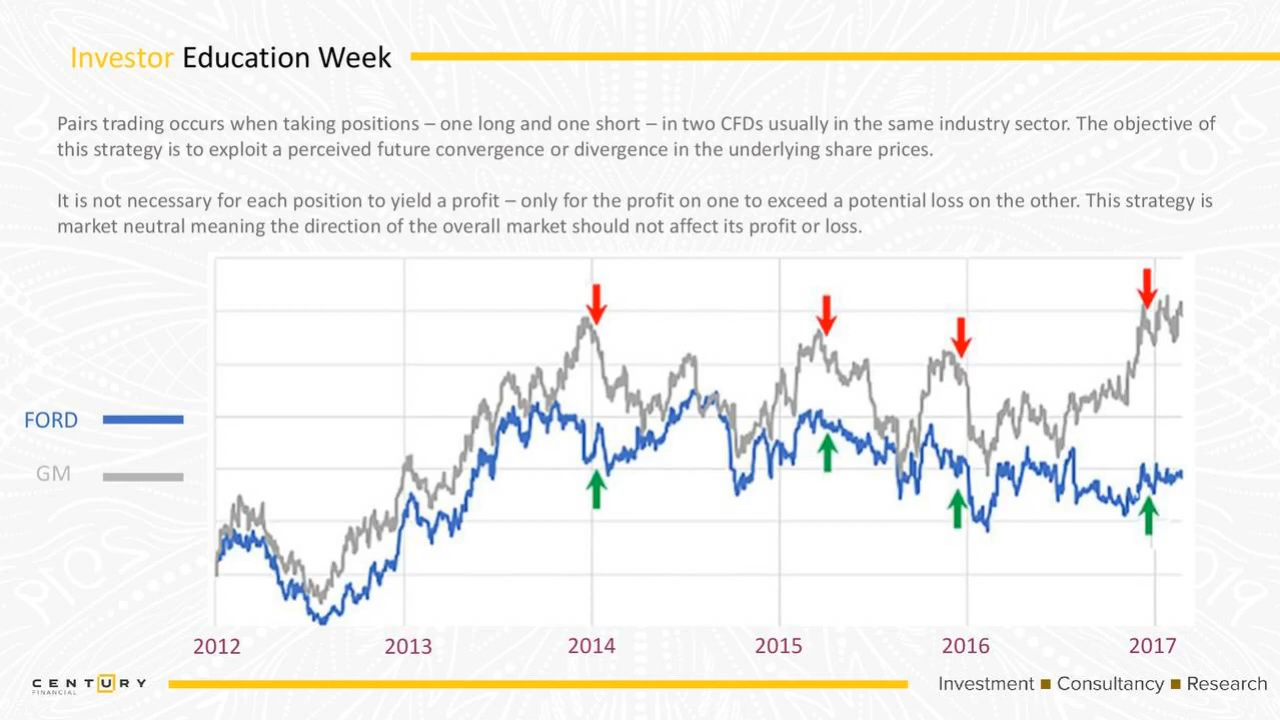 Investor Education Week
Pairs trading occurs when taking positions – one long and one short – in two CFDs usually in the same industry sector. The objective of
this strategy is to exploit a perceived future convergence or divergence in the underlying share prices.
It is not necessary for each position to yield a profit – only for the profit on one to exceed a potential loss on the other. This strategy is
market neutral meaning the direction of the overall market should not affect its profit or loss.
FORD
GM
2012 2013 2014 2015 2016 2017
CENTURY
FINANCIAL
Investment ■ Consultancy ■ Research